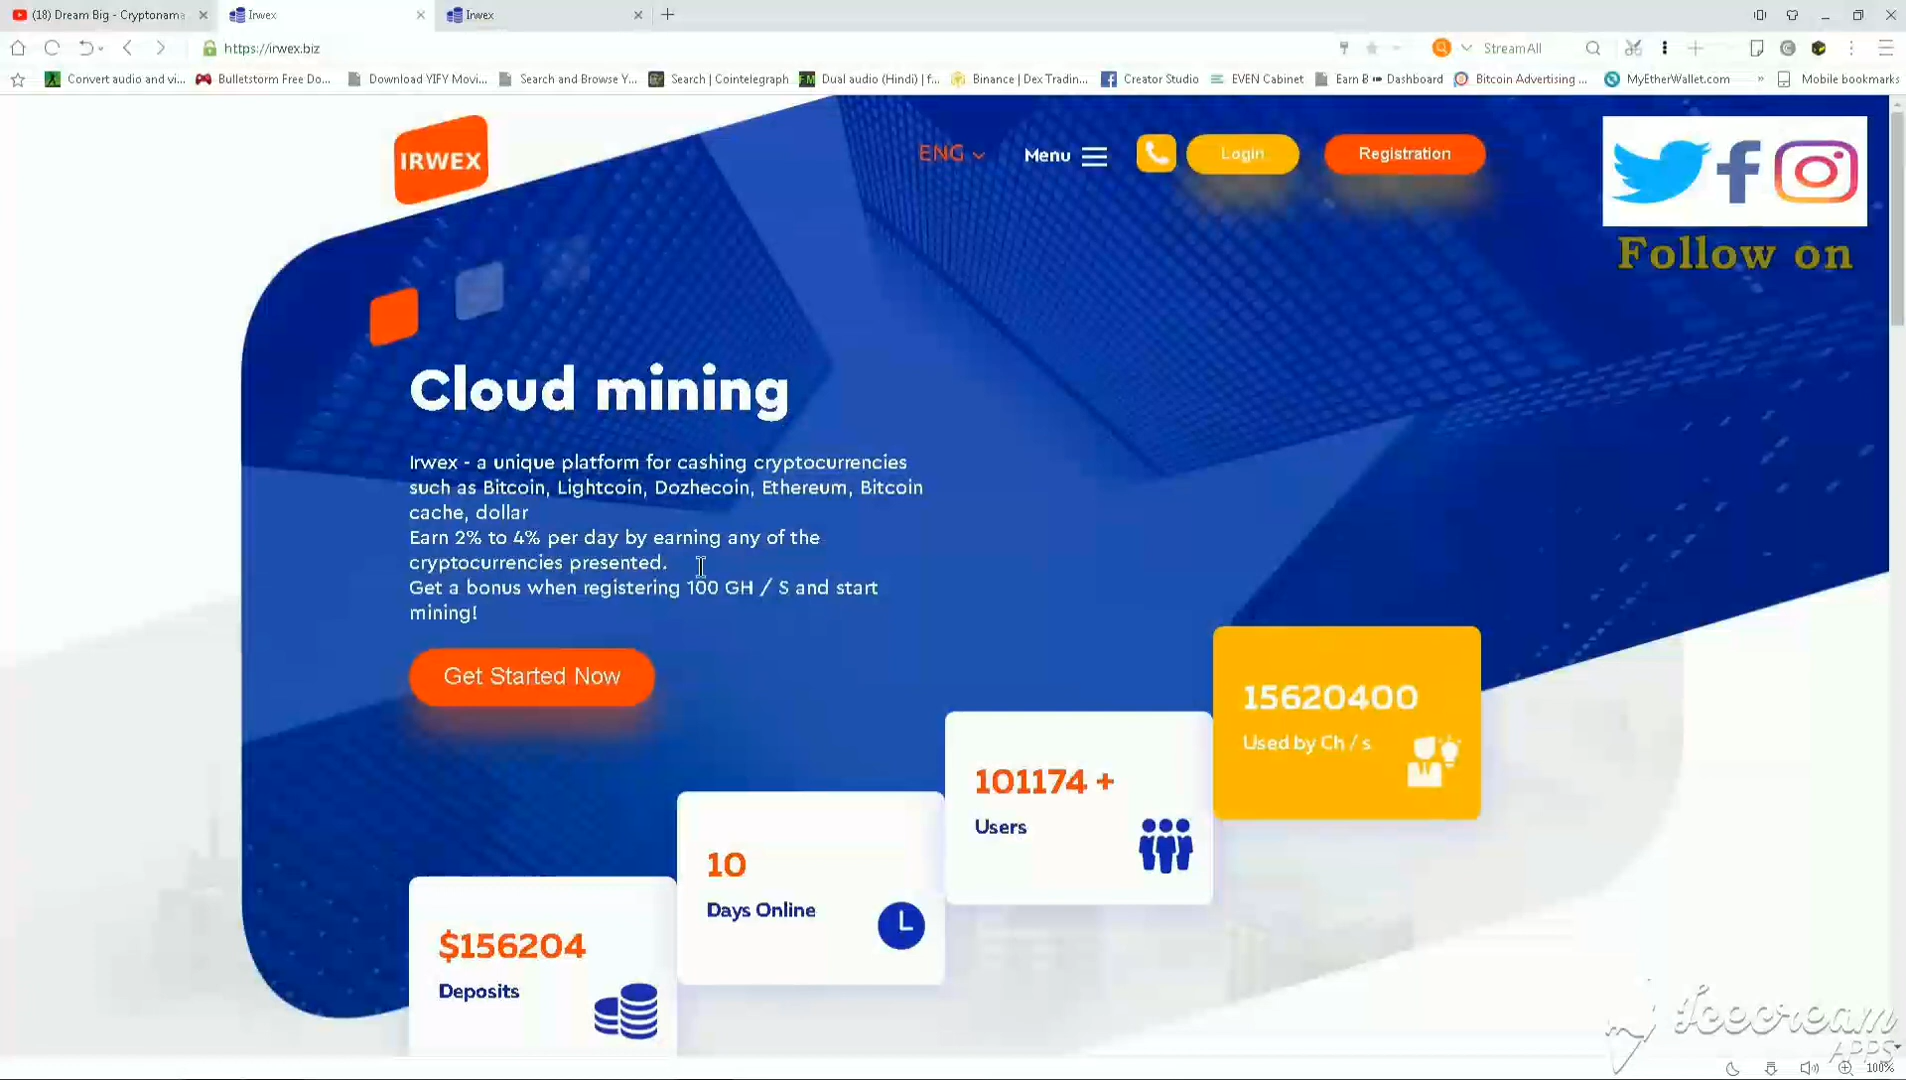 (18) Dream Big - Cryptonama
Irwex
Irwex
https://irwex.biz
StreamAll
Convert audio and vi...
Bulletstorm Free Do...
Download YIFY Movi...
Search and Browse Y...
Search | Cointelegraph
Dual audio (Hindi) | f...
Binance | Dex Tradin...
Creator Studio
EVEN Cabinet
Dashboard
Bitcoin Advertising ...
MyEtherWallet.com
»
Mobile bookmarks
IRWEX
ENG
Menu
Login
Registration
Follow on
Cloud mining
Irwex - a unique platform for cashing cryptocurrencies
such as Bitcoin, Lightcoin, Dozhecoin, Ethereum, Bitcoin
cache, dollar
Earn 2% to 4% per day by earning any of the
cryptocurrencies presented.
Get a bonus when registering 100 GH / S and start
mining!
Get Started Now
15620400
Used by Ch / s
101174 +
Users
10
Days Online
$156204
Deposits
Icecream
APPS
100%